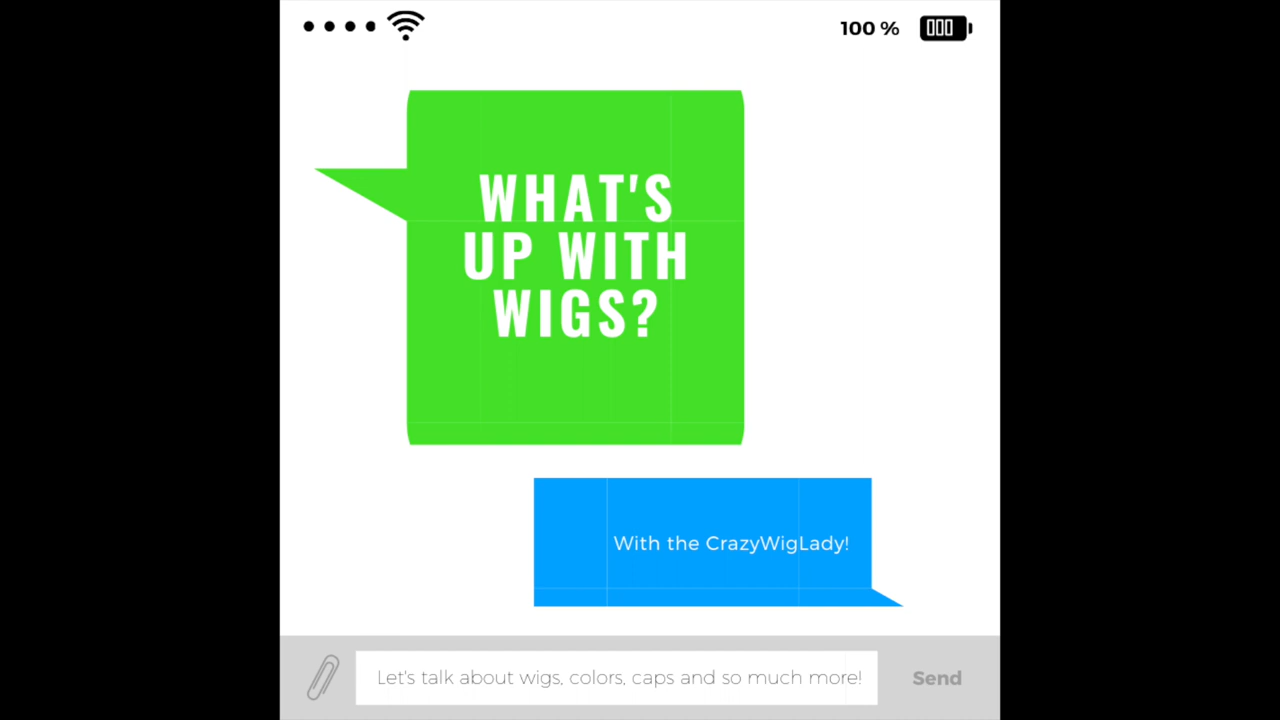 100 %
WHAT'S
UP WITH
WIGS?
With the CrazyWigLady!
Let's talk about wigs, colors, caps and so much more!
Send